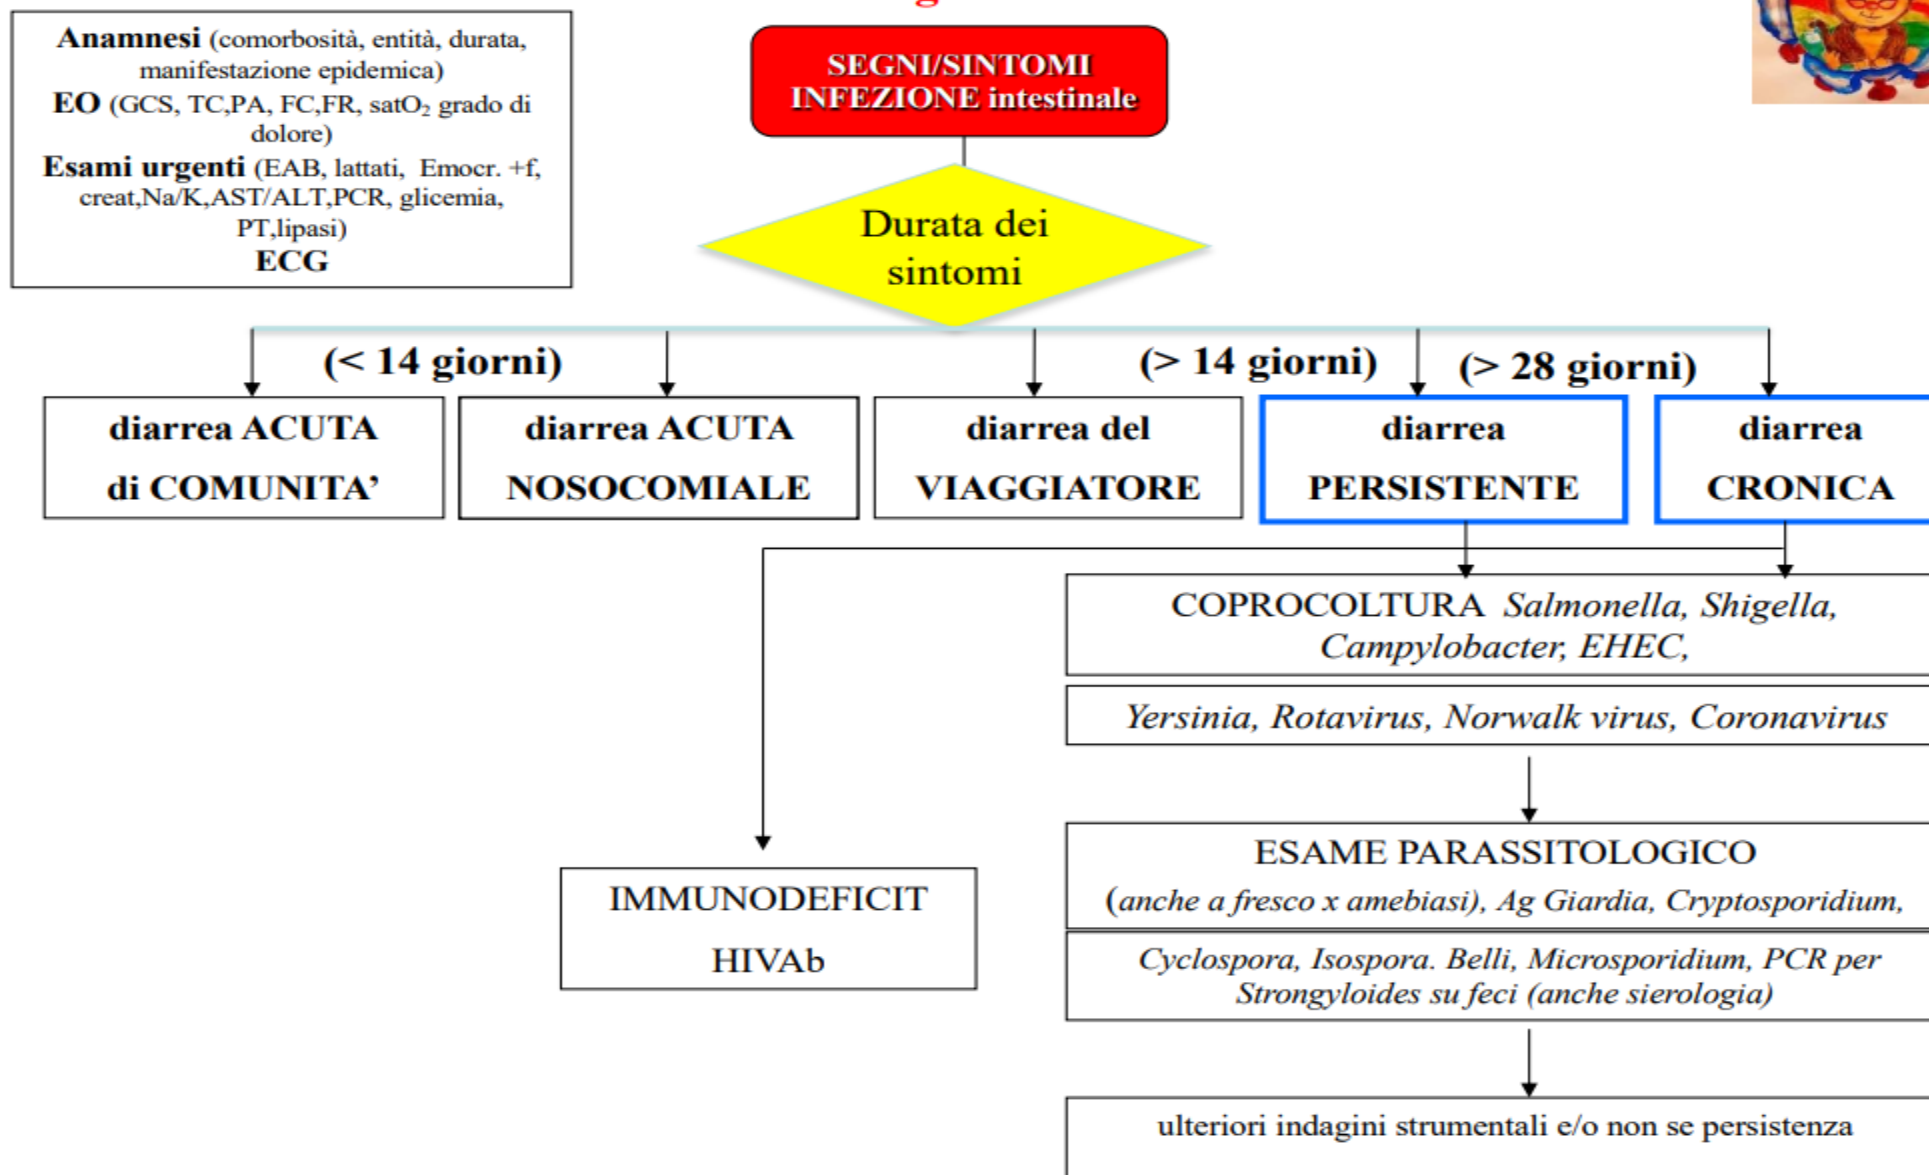 Anamnesi (comorbosità, entità, durata,
manifestazione epidemica)
EO (GCS, TC,PA, FC,FR, satO₂ grado di
dolore)
Esami urgenti (EAB, lattati, Emocr. +f,
creat,Na/K,AST/ALT,PCR, glicemia,
PT,lipasi)
ECG
SEGNI/SINTOMI
INFEZIONE intestinale
Durata dei
sintomi
(< 14 giorni)
(> 14 giorni)
(> 28 giorni)
diarrea ACUTA
di COMUNITA’
diarrea ACUTA
NOSOCOMIALE
diarrea del
VIAGGIATORE
diarrea
PERSISTENTE
diarrea
CRONICA
COPROCOLTURA Salmonella, Shigella,
Campylobacter, EHEC,
Yersinia, Rotavirus, Norwalk virus, Coronavirus
IMMUNODEFICIT
HIVAb
ESAME PARASSITOLOGICO
(anche a fresco x amebiasi), Ag Giardia, Cryptosporidium,
Cyclospora, Isospora. Belli, Microsporidium, PCR per
Strongyloides su feci (anche sierologia)
ulteriori indagini strumentali e/o non se persistenza